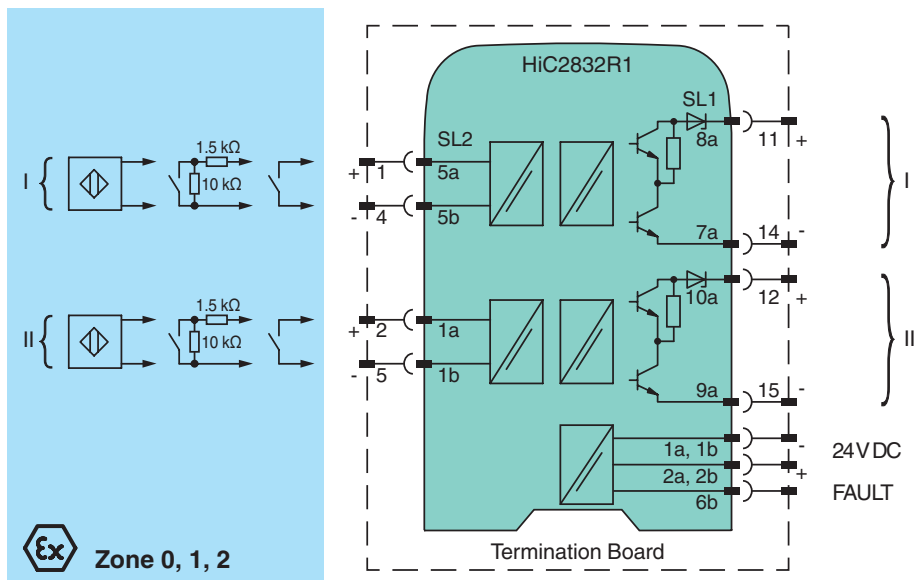 HiC2832R1
SL1
8a
11
+
SL2
1.5 kΩ
10 kΩ
I
+
1
5a
-
4
5b
I
7a
14
-
10a
12
+
1.5 kΩ
10 kΩ
II
+
2
1a
-
5
1b
II
9a
15
-
1a, 1b
-
24V DC
2a, 2b
+
6b
FAULT
Ex
Zone 0, 1, 2
Termination Board